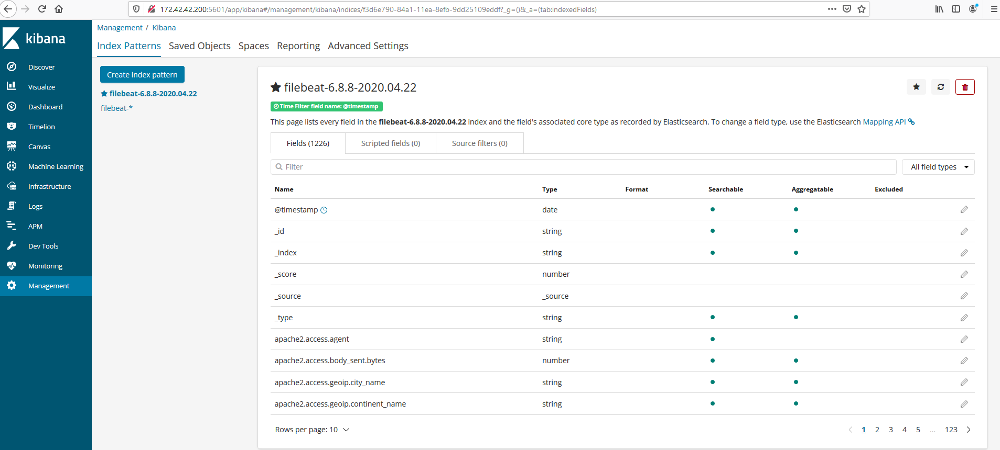 172.42.42.200:5601/app/kibana#/management/kibana/indices/f3d6e790-84a1-11ea-8efb-9dd25109eddf?_g=()&_a=(tab:indexedFields)
kibana
Discover
Visualize
Dashboard
Timelion
Canvas
Machine Learning
Infrastructure
Logs
APM
Dev Tools
Monitoring
Management
Management / Kibana
Index Patterns Saved Objects Spaces Reporting Advanced Settings
Create index pattern
filebeat-6.8.8-2020.04.22
filebeat-*
filebeat-6.8.8-2020.04.22
Time Filter field name: @timestamp
This page lists every field in the filebeat-6.8.8-2020.04.22 index and the field's associated core type as recorded by Elasticsearch. To change a field type, use the Elasticsearch Mapping API
Fields (1226) Scripted fields (0) Source filters (0)
Filter All field types
Name Type Format Searchable Aggregatable Excluded
@timestamp date
_id string
_index string
_score number
_source _source
_type string
apache2.access.agent string
apache2.access.body_sent.bytes number
apache2.access.geoip.city_name string
apache2.access.geoip.continent_name string
Rows per page: 10 1 2 3 4 5 ... 123